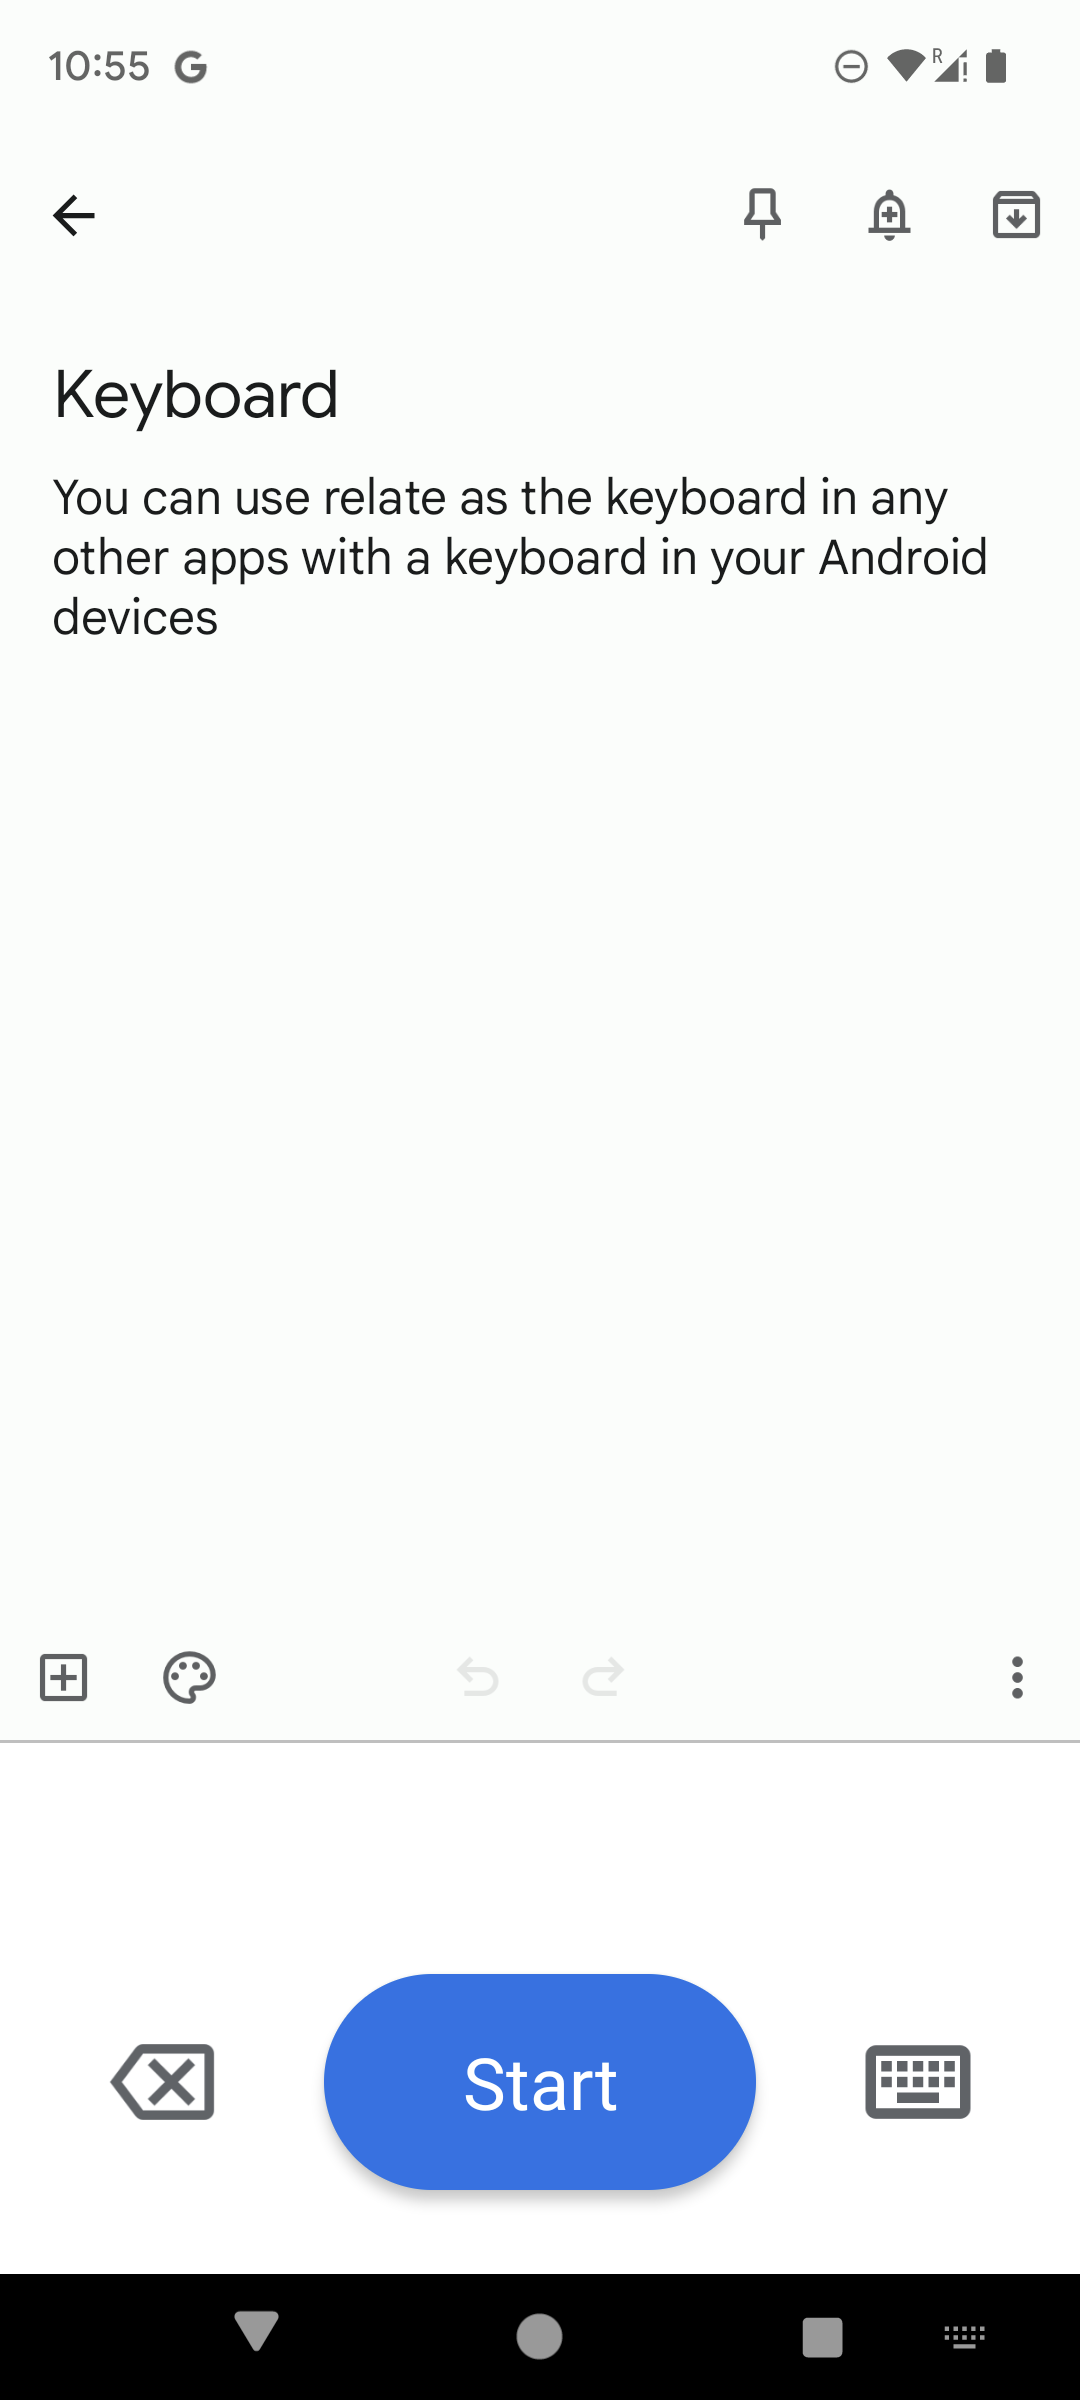 10:55 G
R
Keyboard
You can use relate as the keyboard in any
other apps with a keyboard in your Android
devices
Start